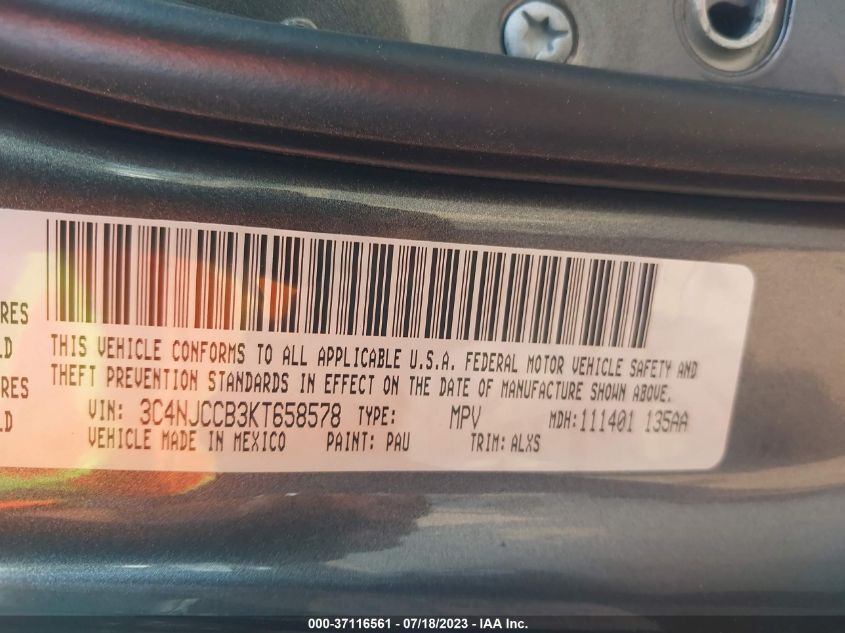 RES
LD
RES
LD
THIS VEHICLE CONFORMS TO ALL APPLICABLE U.S.A. FEDERAL MOTOR VEHICLE SAFETY AND
THEFT PREVENTION STANDARDS IN EFFECT ON THE DATE OF MANUFACTURE SHOWN ABOVE.
VIN: 3C4NJCCB3KT658578 TYPE: MPV MDH:111401 135AA
VEHICLE MADE IN MEXICO PAINT: PAU TRIM: ALXS
000-37116561 - 07/18/2023 - IAA Inc.